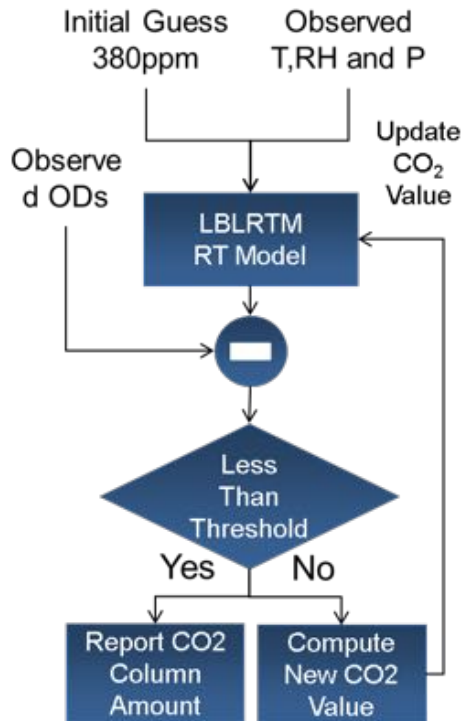 Initial Guess
380ppm
Observed
T,RH and P
Update
CO₂
Value
Observe
d ODs
LBLRTM
RT Model
Less
Than
Threshold
Yes
No
Report CO2
Column
Amount
Compute
New CO2
Value